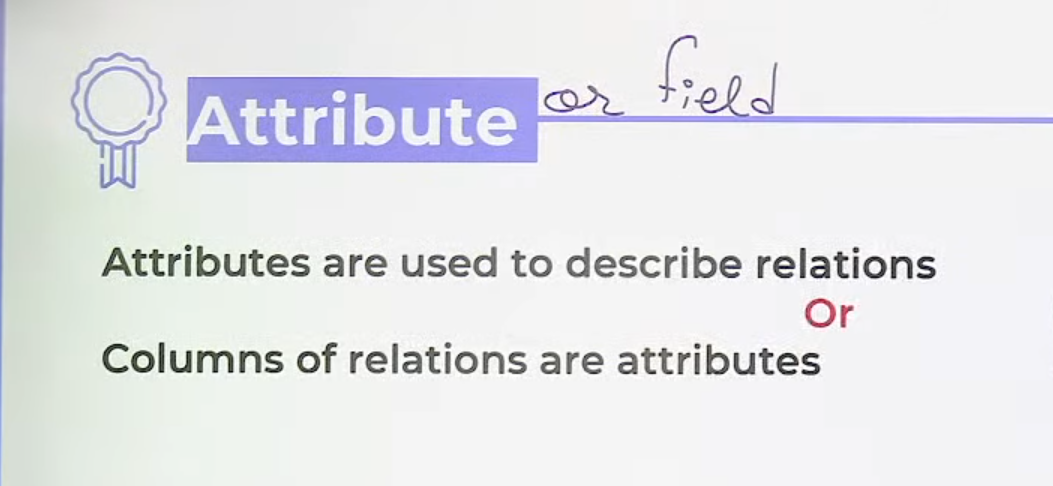 Attribute or field
Attributes are used to describe relations
Or
Columns of relations are attributes